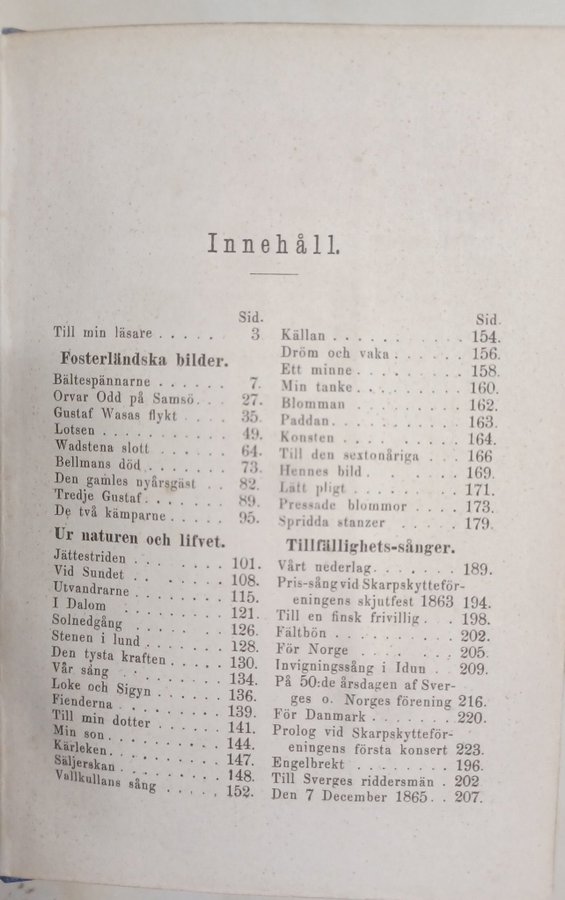 Innehåll.
Sid.
Till min läsare . . . . . . 3
Fosterländska bilder.
Bältespännarne . . . . . . 7.
Orvar Odd på Samsö. . . 27.
Gustaf Wasas flykt . . . . 35.
Lotsen . . . . . . . . . . 49.
Wadstena slott . . . . . . 64.
Bellmans död . . . . . . . 73.
Den gamles nyårsgäst . . 82.
Tredje Gustaf . . . . . . . 89.
De två kämparne . . . . . 95.
Ur naturen och lifvet.
Jättestriden . . . . . . . . 101.
Vid Sundet . . . . . . . . 108.
Utvandrarne . . . . . . . . 115.
I Dalom . . . . . . . . . 121.
Solnedgång . . . . . . . . 126.
Stenen i lund . . . . . . . 128.
Den tysta kraften . . . . . 130.
Vår sång . . . . . . . . . 134.
Loke och Sigyn . . . . . . 136.
Fienderna . . . . . . . . . 139.
Till min dotter . . . . . . 141.
Min son . . . . . . . . . . 144.
Kärleken . . . . . . . . . 147.
Säljerskan . . . . . . . . 148.
Vallkullans sång . . . . . 152.
Sid.
Källan . . . . . . . . . . 154.
Dröm och vaka . . . . . . 156.
Ett minne . . . . . . . . . 158.
Min tanke . . . . . . . . . 160.
Blomman . . . . . . . . . 162.
Paddan . . . . . . . . . . 163.
Konsten . . . . . . . . . 164.
Till den sextonåriga . . . 166
Hennes bild . . . . . . . 169.
Lätt pligt . . . . . . . . . 171.
Pressade blommor . . . . 173.
Spridda stanzer . . . . . 179.
Tillfällighets-sånger.
Vårt nederlag . . . . . . . 189.
Pris-sång vid Skarpskytteför-
eningens skjutfest 1863 194.
Till en finsk frivillig . . . 198.
Fältbön . . . . . . . . . . 202.
För Norge . . . . . . . . 205.
Invigningssång i Idun . . 209.
På 50:de årsdagen af Sver-
ges o. Norges förening 216.
För Danmark . . . . . . . 220.
Prolog vid Skarpskytteför-
eningens första konsert 223.
Engelbrekt . . . . . . . . 196.
Till Sverges riddersmän . 202
Den 7 December 1865 . . 207.